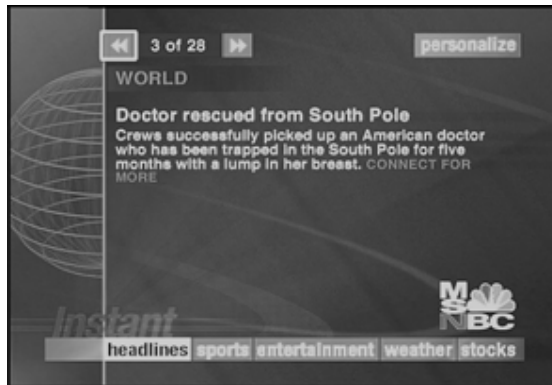 3 of 28
personalize
WORLD
Doctor rescued from South Pole
Crews successfully picked up an American doctor
who has been trapped in the South Pole for five
months with a lump in her breast. CONNECT FOR
MORE
MS
NBC
Instant
headlines sports entertainment weather stocks